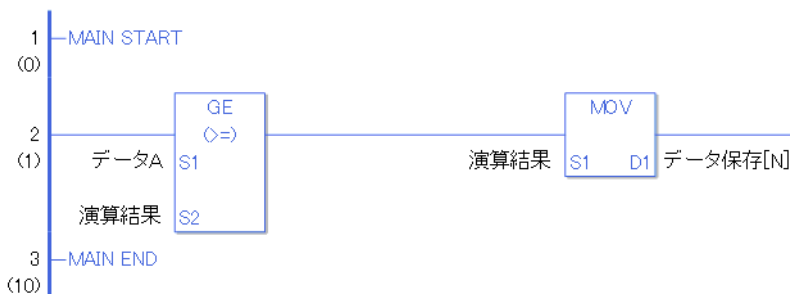 1 MAIN START
(0)
GE MOV
2 (>=)
(1) データA S1 演算結果 S1 D1 データ保存[N]
演算結果 S2
3 MAIN END
(10)